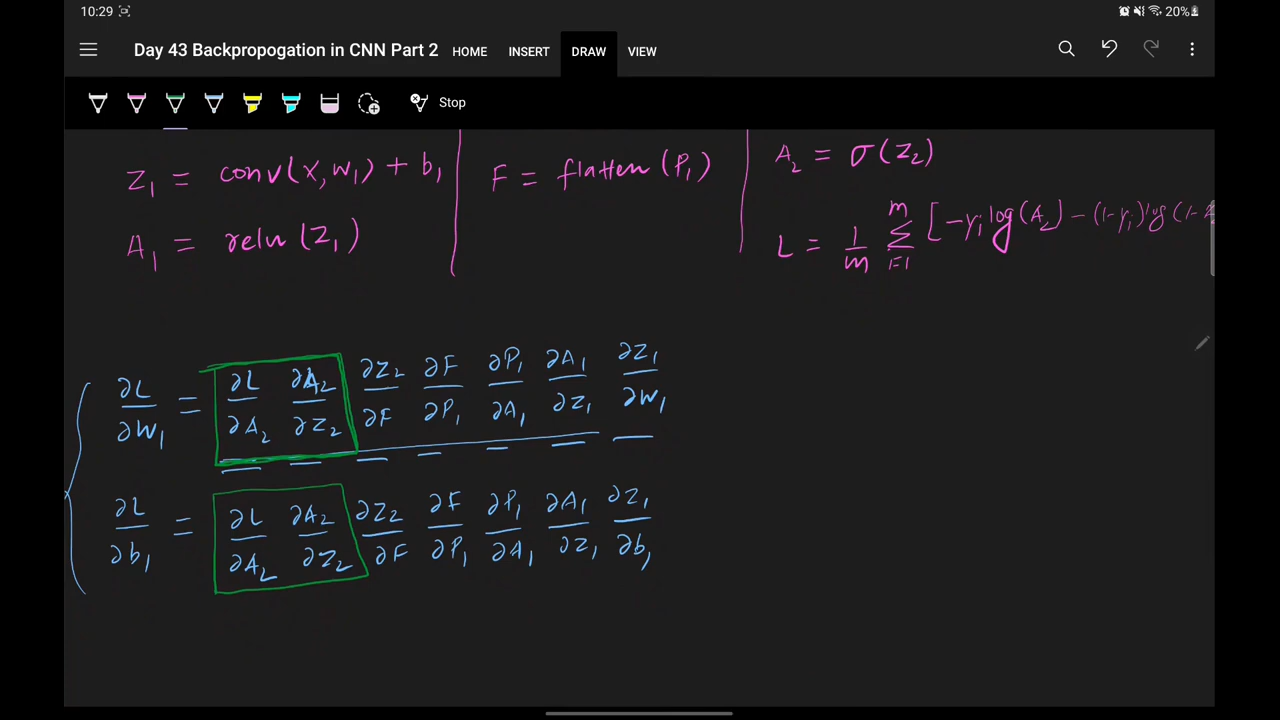 10:29 20%
Day 43 Backpropogation in CNN Part 2 HOME INSERT DRAW VIEW
Stop
Z₁ = conv(X, W₁) + b₁
A₁ = relu(Z₁)
F = flatten(P₁)
A₂ = σ(Z₂)
L = 1/m Σ_{i=1}^{m} [-yᵢ log(A₂) - (1-yᵢ) log(1-A
∂L/∂W₁ = ∂L/∂A₂ ∂A₂/∂Z₂ ∂Z₂/∂F ∂F/∂P₁ ∂P₁/∂A₁ ∂A₁/∂Z₁ ∂Z₁/∂W₁
∂L/∂b₁ = ∂L/∂A₂ ∂A₂/∂Z₂ ∂Z₂/∂F ∂F/∂P₁ ∂P₁/∂A₁ ∂A₁/∂Z₁ ∂Z₁/∂b₁